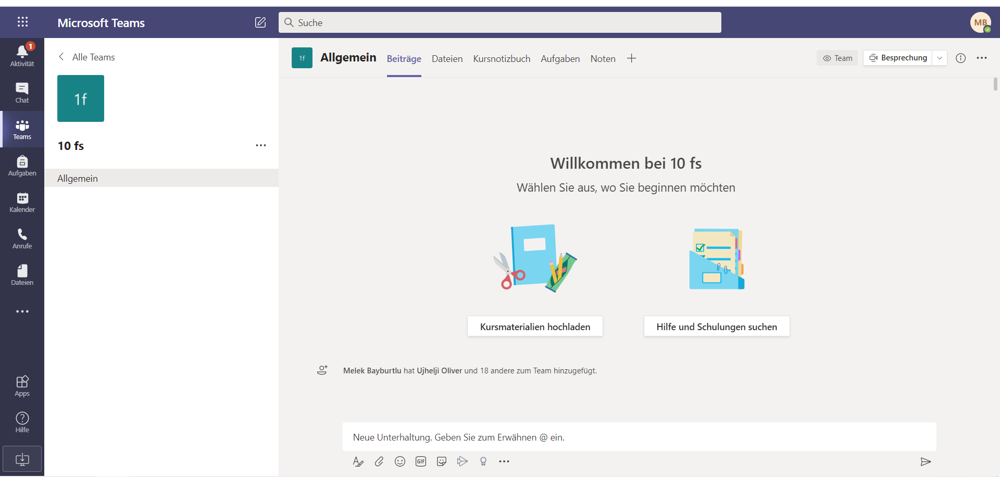 Microsoft Teams
Suche
MB
1
Aktivität
Chat
Teams
Aufgaben
Kalender
Anrufe
Dateien
Apps
Hilfe
Alle Teams
1f
10 fs
Allgemein
1f
Allgemein Beiträge Dateien Kursnotizbuch Aufgaben Noten
Team Besprechung
Willkommen bei 10 fs
Wählen Sie aus, wo Sie beginnen möchten
Kursmaterialien hochladen Hilfe und Schulungen suchen
Melek Bayburtlu hat Ujhelji Oliver und 18 andere zum Team hinzugefügt.
Neue Unterhaltung. Geben Sie zum Erwähnen @ ein.
GIF